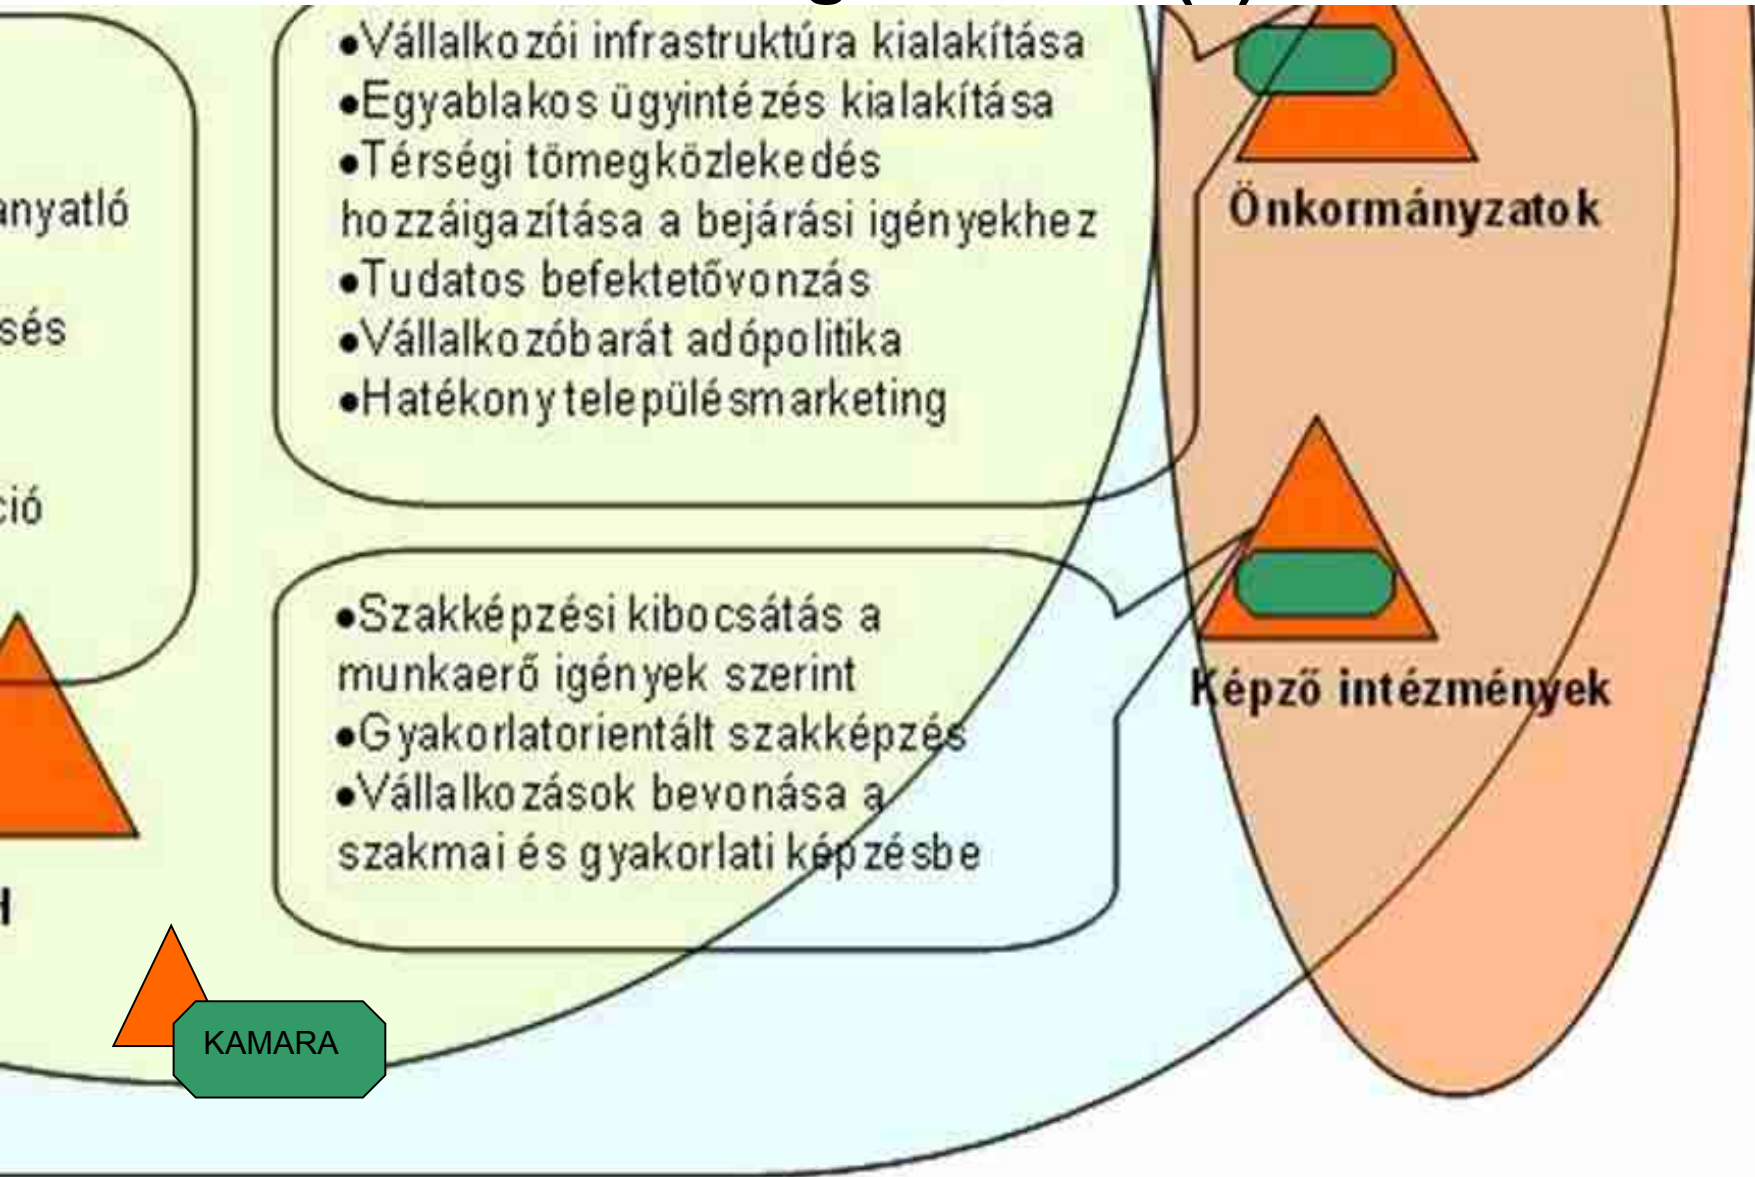 •Vállalkozói infrastruktúra kialakítása
•Egyablakos ügyintézés kialakítása
•Térségi tömegközlekedés
hozzáigazítása a bejárási igényekhez
•Tudatos befektetővonzás
•Vállalkozóbarát adópolitika
•Hatékony településmarketing
Önkormányzatok
•Szakképzési kibocsátás a
munkaerő igények szerint
•Gyakorlatorientált szakképzés
•Vállalkozások bevonása a
szakmai és gyakorlati képzésbe
Képző intézmények
KAMARA